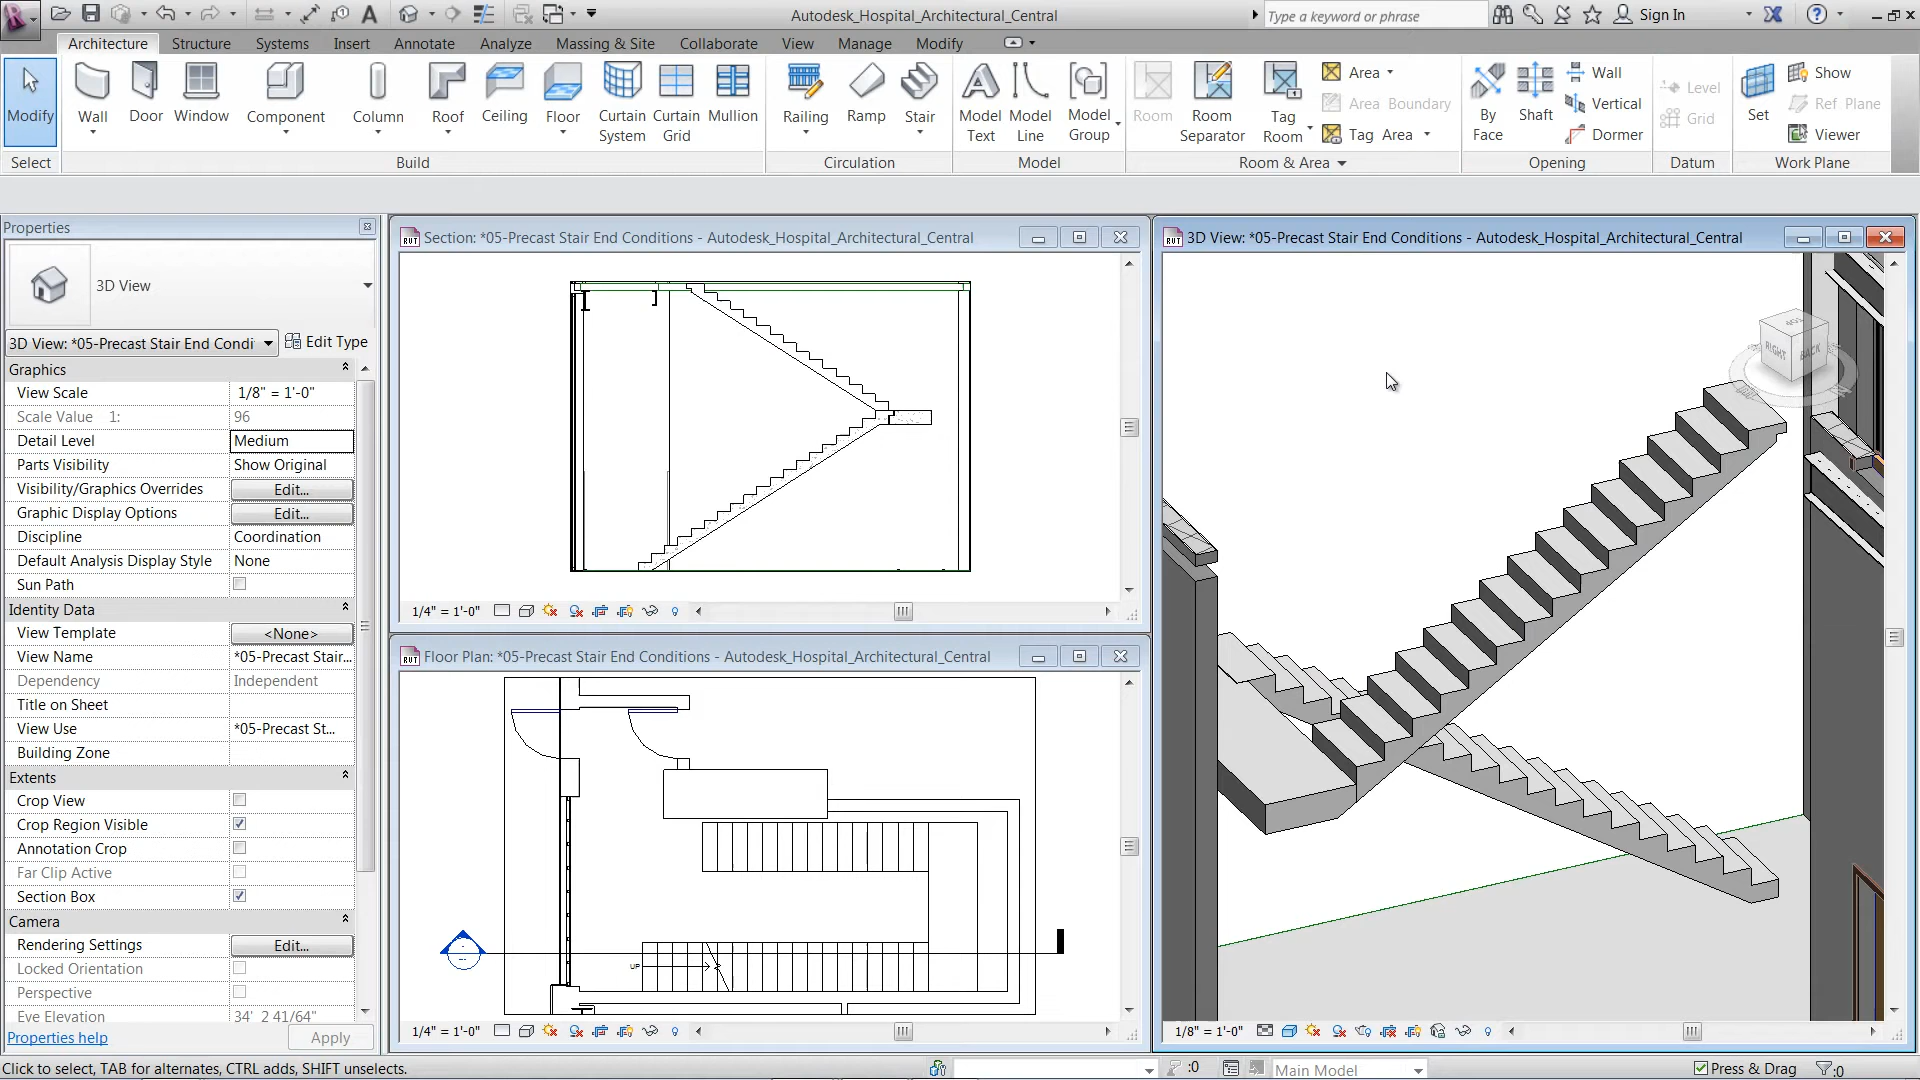 Autodesk_Hospital_Architectural_Central
Type a keyword or phrase
Sign In
Architecture Structure Systems Insert Annotate Analyze Massing & Site Collaborate View Manage Modify
Modify
Wall Door Window Component Column Roof Ceiling Floor Curtain System Curtain Grid Mullion
Railing Ramp Stair
Model Text Model Line Model Group
Room Room Separator Tag Room
Area
Area Boundary
Tag Area
By Face Shaft
Wall
Vertical
Dormer
Level
Grid
Set
Show
Ref Plane
Viewer
Select Build Circulation Model Room & Area Opening Datum Work Plane
Properties
3D View
3D View: *05-Precast Stair End Condi Edit Type
Graphics
View Scale 1/8" = 1'-0"
Scale Value 1: 96
Detail Level Medium
Parts Visibility Show Original
Visibility/Graphics Overrides Edit...
Graphic Display Options Edit...
Discipline Coordination
Default Analysis Display Style None
Sun Path
Identity Data
View Template <None>
View Name *05-Precast Stair...
Dependency Independent
Title on Sheet
View Use *05-Precast St...
Building Zone
Extents
Crop View
Crop Region Visible
Annotation Crop
Far Clip Active
Section Box
Camera
Rendering Settings Edit...
Locked Orientation
Perspective
Eye Elevation 34' 2 41/64"
Properties help Apply
Section: *05-Precast Stair End Conditions - Autodesk_Hospital_Architectural_Central
1/4" = 1'-0"
Floor Plan: *05-Precast Stair End Conditions - Autodesk_Hospital_Architectural_Central
UP
1/4" = 1'-0"
3D View: *05-Precast Stair End Conditions - Autodesk_Hospital_Architectural_Central
RIGHT BACK
1/8" = 1'-0"
Click to select, TAB for alternates, CTRL adds, SHIFT unselects.
:0
Main Model
Press & Drag
:0